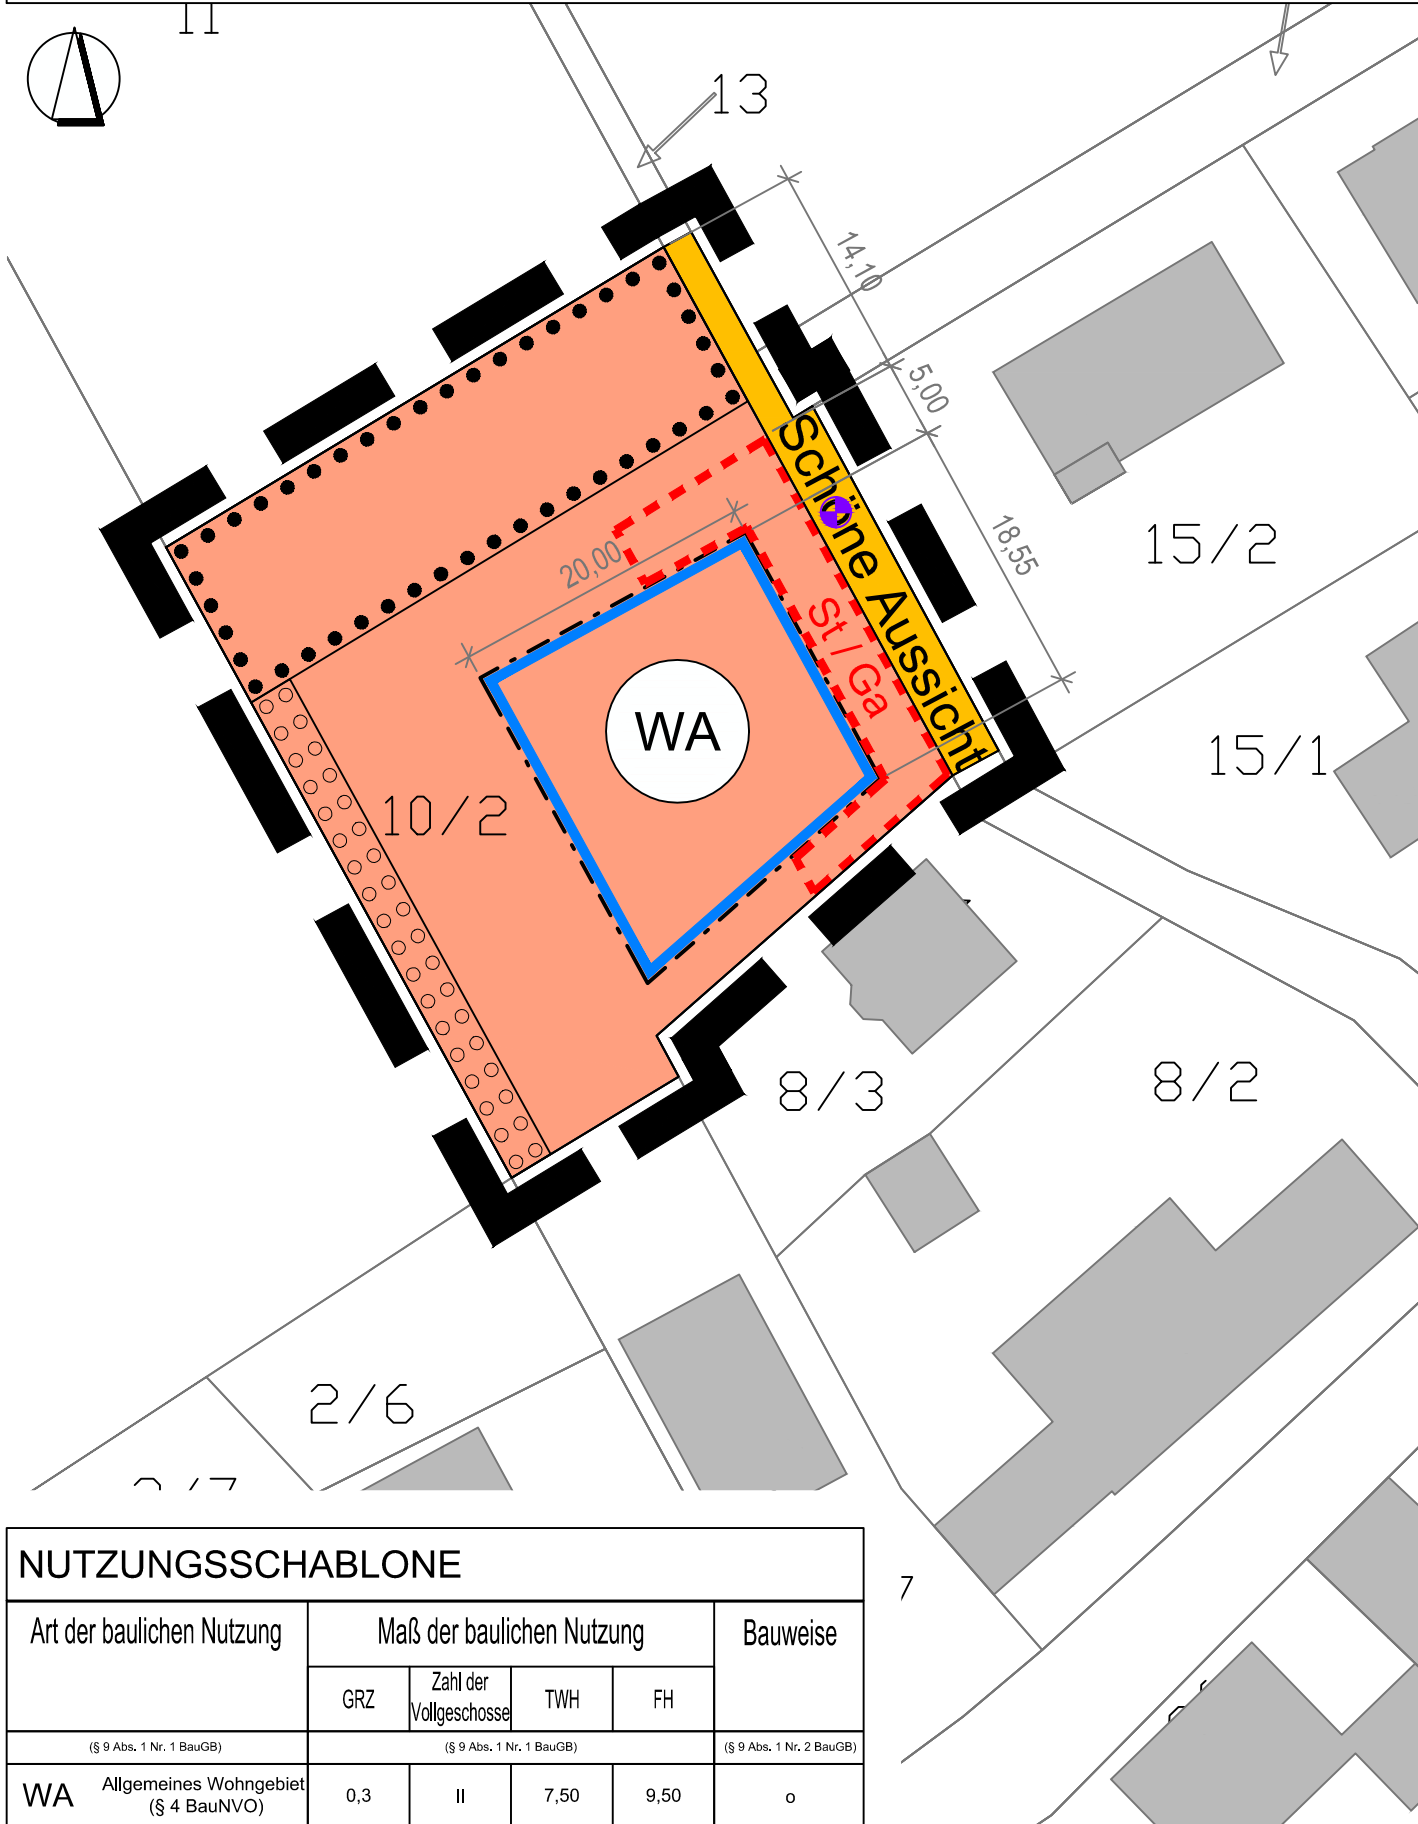 13
14,10
5,00
Schöne Aussicht
18,55
15/2
20,00
St / Ga
WA
15/1
10/2
8/3
8/2
2/6
NUTZUNGSSCHABLONE
Art der baulichen Nutzung
Maß der baulichen Nutzung
Bauweise
GRZ
Zahl der
Vollgeschosse
TWH
FH
(§ 9 Abs. 1 Nr. 1 BauGB)
(§ 9 Abs. 1 Nr. 1 BauGB)
(§ 9 Abs. 1 Nr. 2 BauGB)
WA
Allgemeines Wohngebiet
(§ 4 BauNVO)
0,3
II
7,50
9,50
o